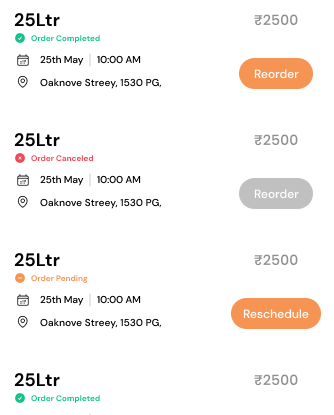 25Ltr ₹2500
Order Completed
25th May | 10:00 AM
Reorder
Oaknove Streey, 1530 PG,
25Ltr ₹2500
Order Canceled
25th May | 10:00 AM
Reorder
Oaknove Streey, 1530 PG,
25Ltr ₹2500
Order Pending
25th May | 10:00 AM
Reschedule
Oaknove Streey, 1530 PG,
25Ltr ₹2500
Order Completed